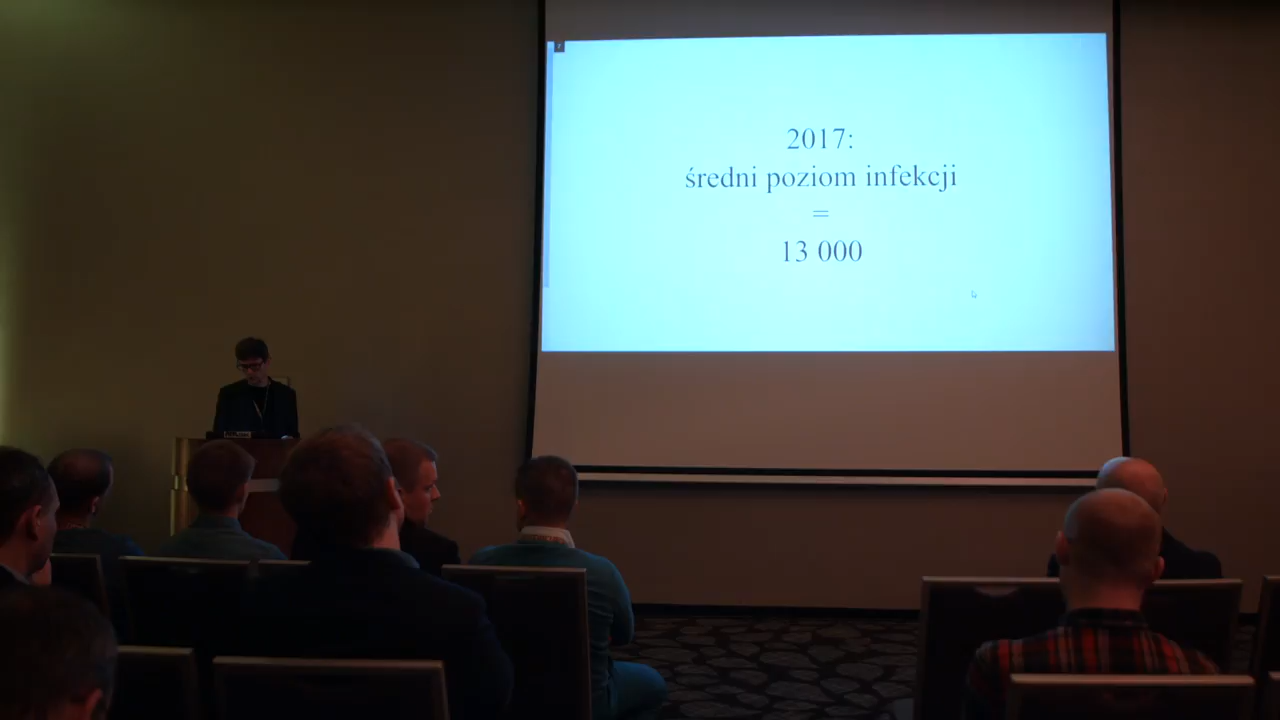 2017:
średni poziom infekcji
=
13 000